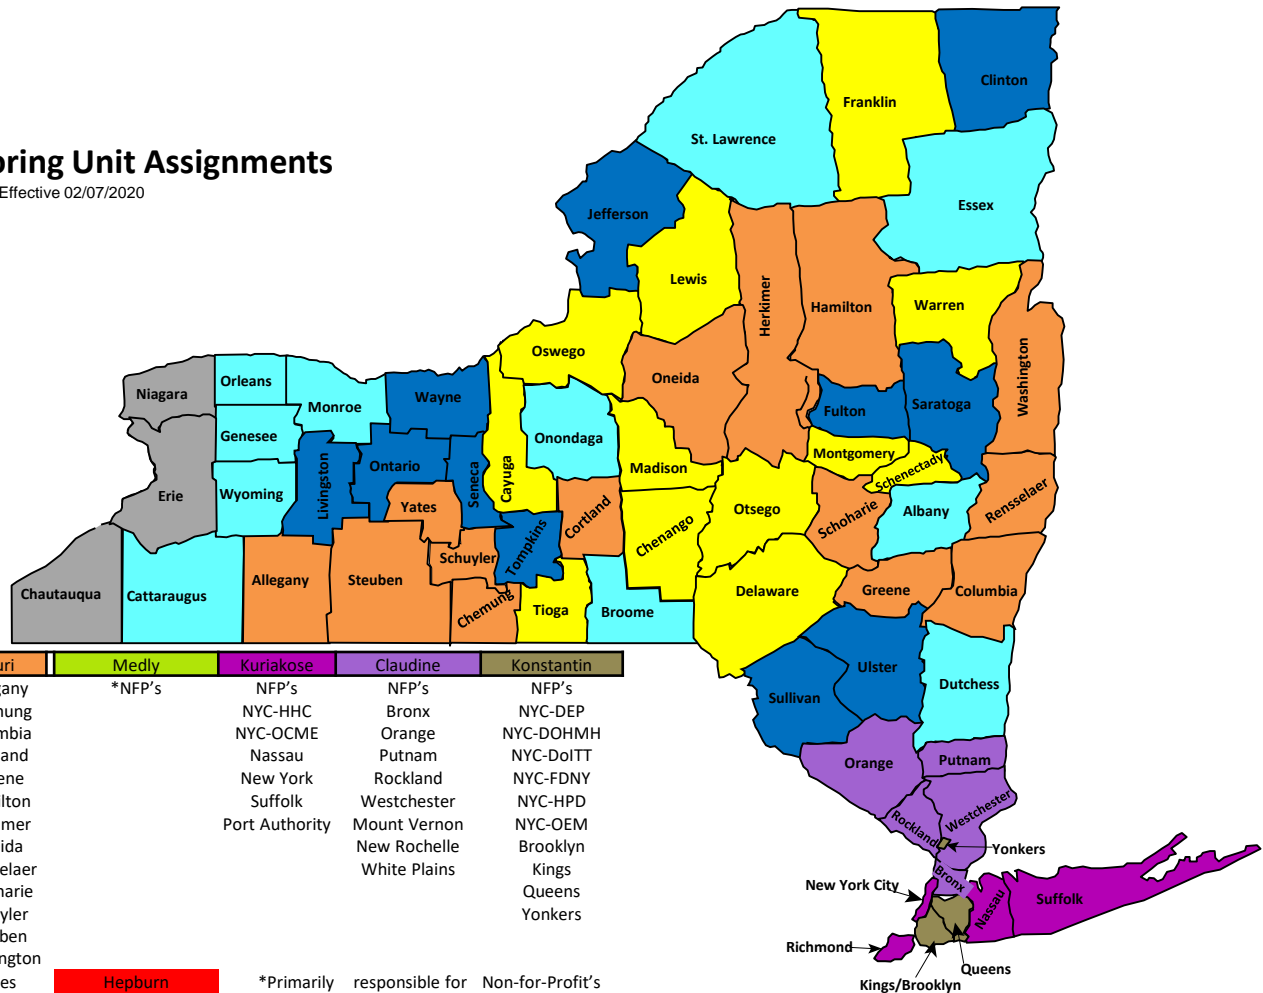 oring Unit Assignments
Effective 02/07/2020
Clinton
Franklin
St. Lawrence
Essex
Jefferson
Lewis
Herkimer
Hamilton
Warren
Washington
Oswego
Oneida
Niagara
Orleans
Monroe
Wayne
Fulton
Saratoga
Genesee
Onondaga
Madison
Montgomery
Schenectady
Erie
Wyoming
Livingston
Ontario
Seneca
Cayuga
Yates
Cortland
Chenango
Otsego
Schoharie
Albany
Rensselaer
Schuyler
Tompkins
Chautauqua
Cattaraugus
Allegany
Steuben
Chemung
Tioga
Broome
Delaware
Greene
Columbia
Ulster
Sullivan
Dutchess
Orange
Putnam
Rockland
Westchester
Yonkers
Bronx
New York City
Nassau
Suffolk
Richmond
Queens
Kings/Brooklyn
uri Medly Kuriakose Claudine Konstantin
gany *NFP's NFP's NFP's NFP's
nung NYC-HHC Bronx NYC-DEP
mbia NYC-OCME Orange NYC-DOHMH
and Nassau Putnam NYC-DoITT
ene New York Rockland NYC-FDNY
ilton Suffolk Westchester NYC-HPD
mer Port Authority Mount Vernon NYC-OEM
ida New Rochelle Brooklyn
elaer White Plains Kings
arie Queens
yler Yonkers
ben
ngton
es Hepburn *Primarily responsible for Non-for-Profit's